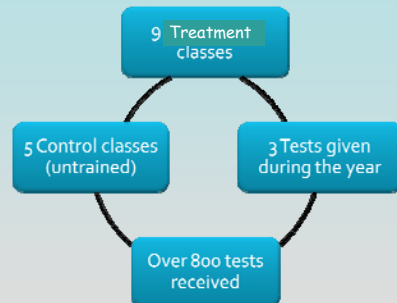 9 Treatment
classes
5 Control classes
(untrained)
3 Tests given
during the year
Over 800 tests
received